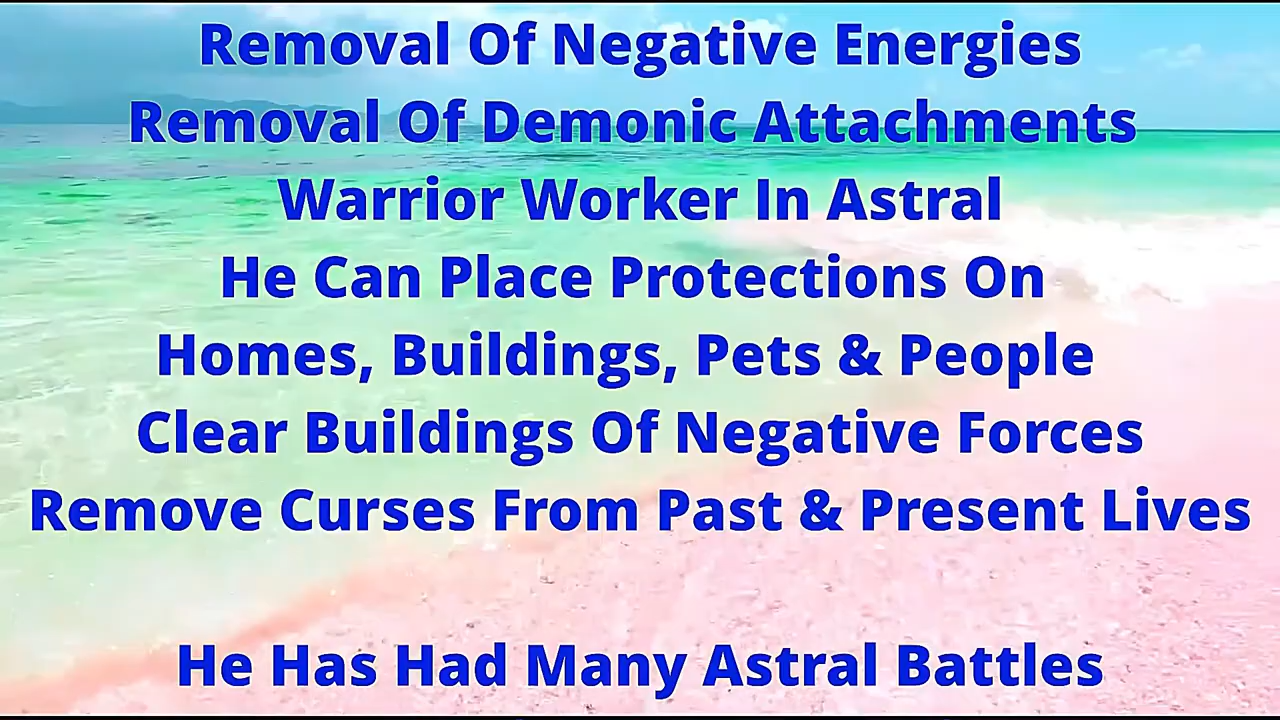 Removal Of Negative Energies
Removal Of Demonic Attachments
Warrior Worker In Astral
He Can Place Protections On
Homes, Buildings, Pets & People
Clear Buildings Of Negative Forces
Remove Curses From Past & Present Lives
He Has Had Many Astral Battles